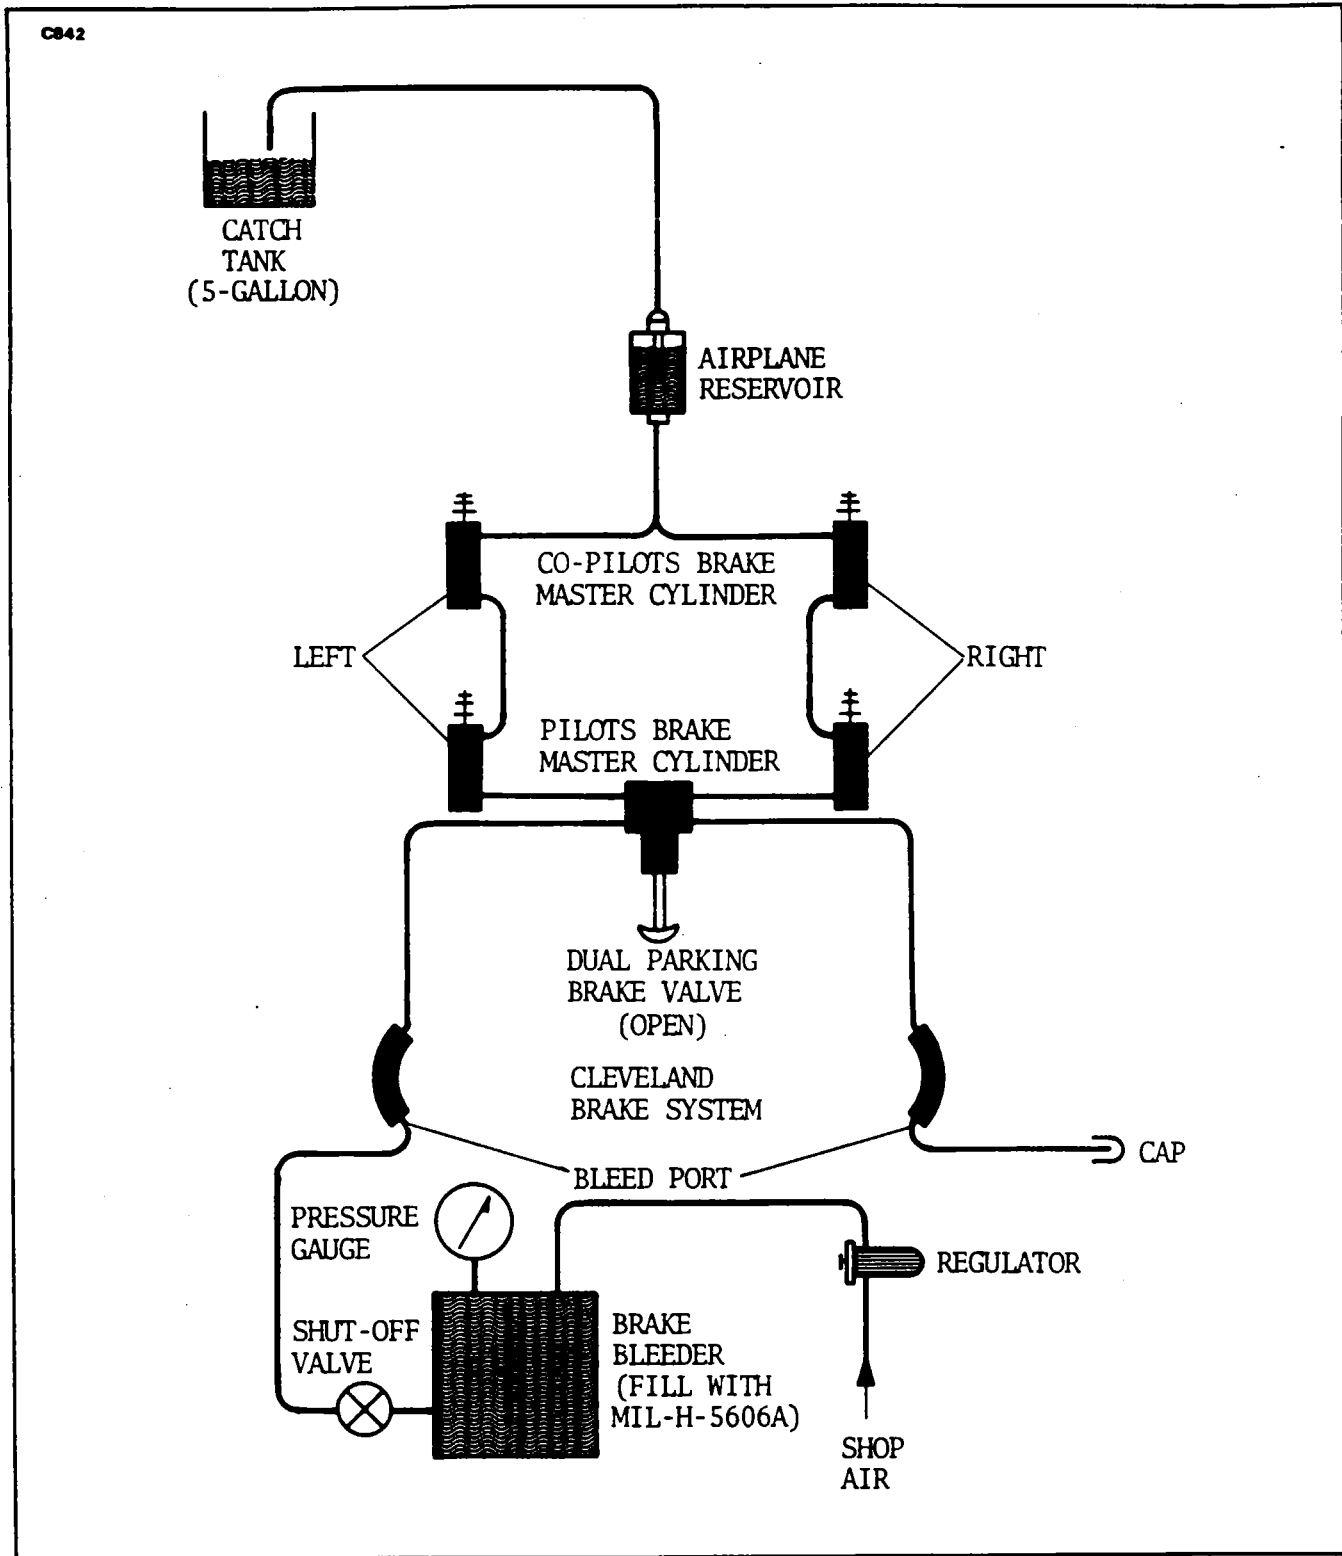 C842
CATCH
TANK
(5-GALLON)
AIRPLANE
RESERVOIR
CO-PILOTS BRAKE
MASTER CYLINDER
LEFT
RIGHT
PILOTS BRAKE
MASTER CYLINDER
DUAL PARKING
BRAKE VALVE
(OPEN)
CLEVELAND
BRAKE SYSTEM
CAP
BLEED PORT
PRESSURE
GAUGE
REGULATOR
SHUT-OFF
VALVE
BRAKE
BLEEDER
(FILL WITH
MIL-H-5606A)
SHOP
AIR